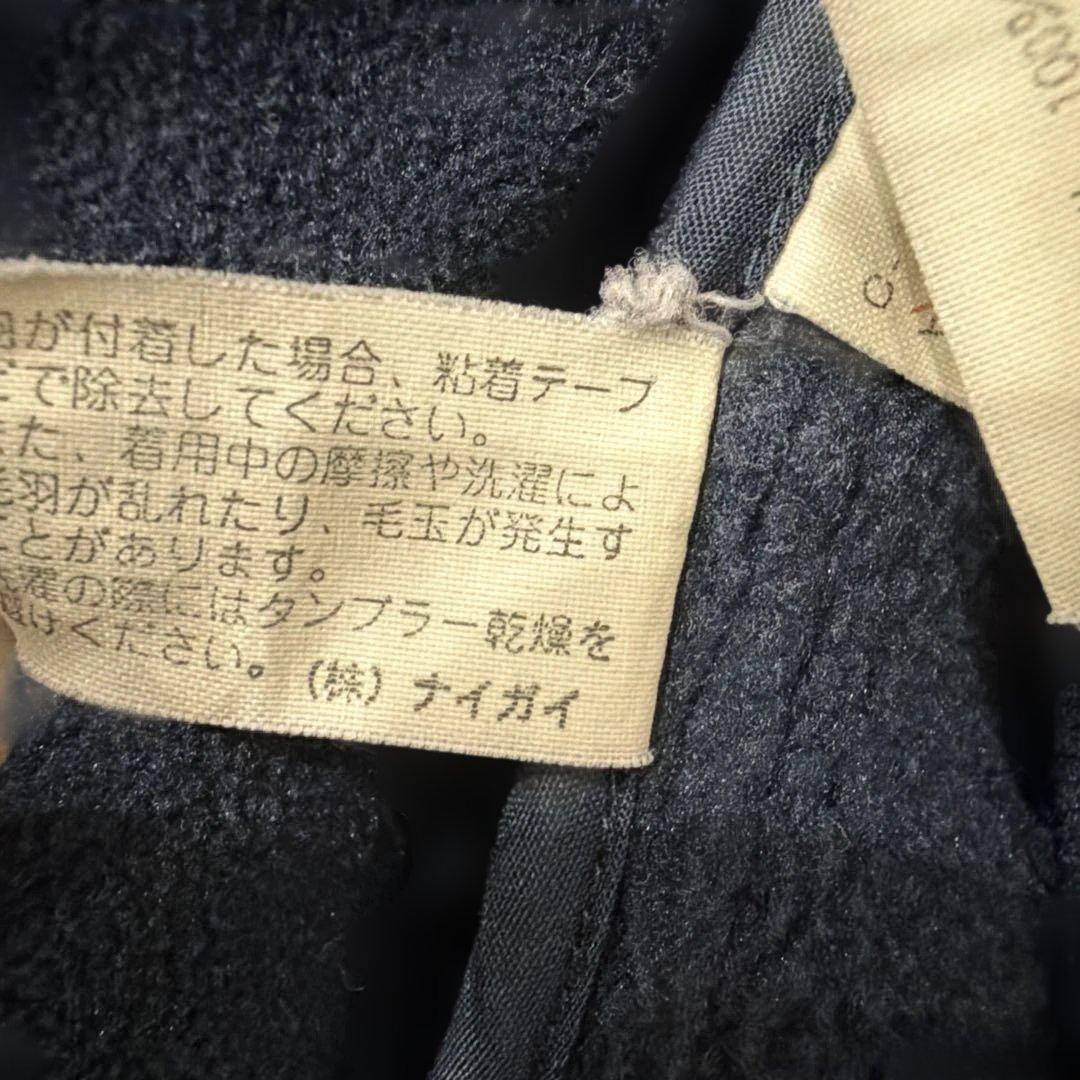 が付着した場合、粘着テープ
で除去してください。
た、着用中の摩擦や洗濯によ
毛羽が乱れたり、毛玉が発生す
とがあります。
濯の際にはタンブラー乾燥を
けください。(株)ナイガイ
100%